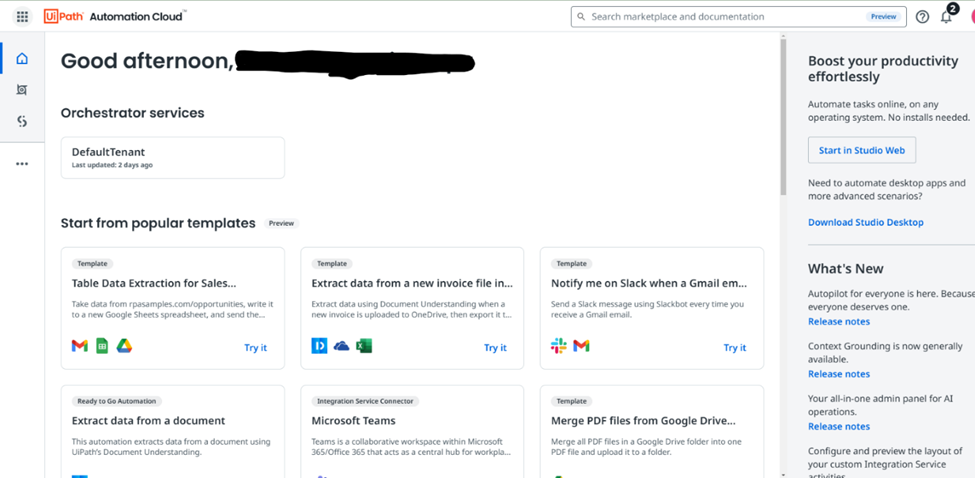 UiPath Automation Cloud™
Search marketplace and documentation
Preview
2
Good afternoon,
Orchestrator services
DefaultTenant
Last updated: 2 days ago
Start from popular templates
Preview
Template
Table Data Extraction for Sales...
Take data from rpasamples.com/opportunities, write it
to a new Google Sheets spreadsheet, and send the...
Try it
Template
Extract data from a new invoice file in...
Extract data using Document Understanding when a
new invoice is uploaded to OneDrive, then export it t...
Try it
Template
Notify me on Slack when a Gmail em...
Send a Slack message using Slackbot every time you
receive a Gmail email.
Try it
Ready to Go Automation
Extract data from a document
This automation extracts data from a document using
UiPath's Document Understanding.
Integration Service Connector
Microsoft Teams
Teams is a collaborative workspace within Microsoft
365/Office 365 that acts as a central hub for workpla...
Template
Merge PDF files from Google Drive...
Merge all PDF files in a Google Drive folder into one
PDF file and upload it to a folder.
Boost your productivity
effortlessly
Automate tasks online, on any
operating system. No installs needed.
Start in Studio Web
Need to automate desktop apps and
more advanced scenarios?
Download Studio Desktop
What's New
Autopilot for everyone is here. Because
everyone deserves one.
Release notes
Context Grounding is now generally
available.
Release notes
Your all-in-one admin panel for AI
operations.
Release notes
Configure and preview the layout of
your custom Integration Service
activities